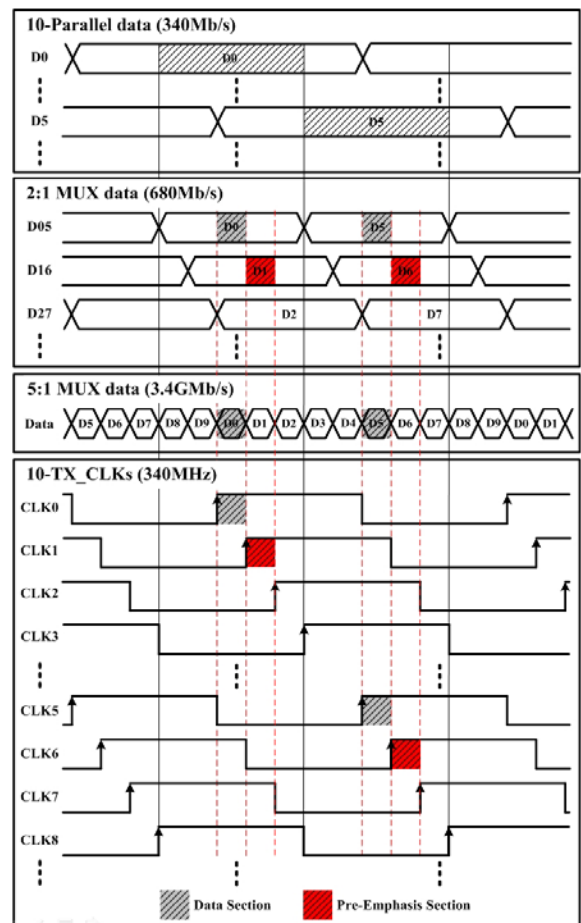 10-Parallel data (340Mb/s)
D0 D0
D5 D5
2:1 MUX data (680Mb/s)
D05 D0 D5
D16 D1 D6
D27 D2 D7
5:1 MUX data (3.4GMb/s)
Data D5 D6 D7 D8 D9 D0 D1 D2 D3 D4 D5 D6 D7 D8 D9 D0 D1
10-TX_CLKs (340MHz)
CLK0
CLK1
CLK2
CLK3
CLK5
CLK6
CLK7
CLK8
Data Section Pre-Emphasis Section